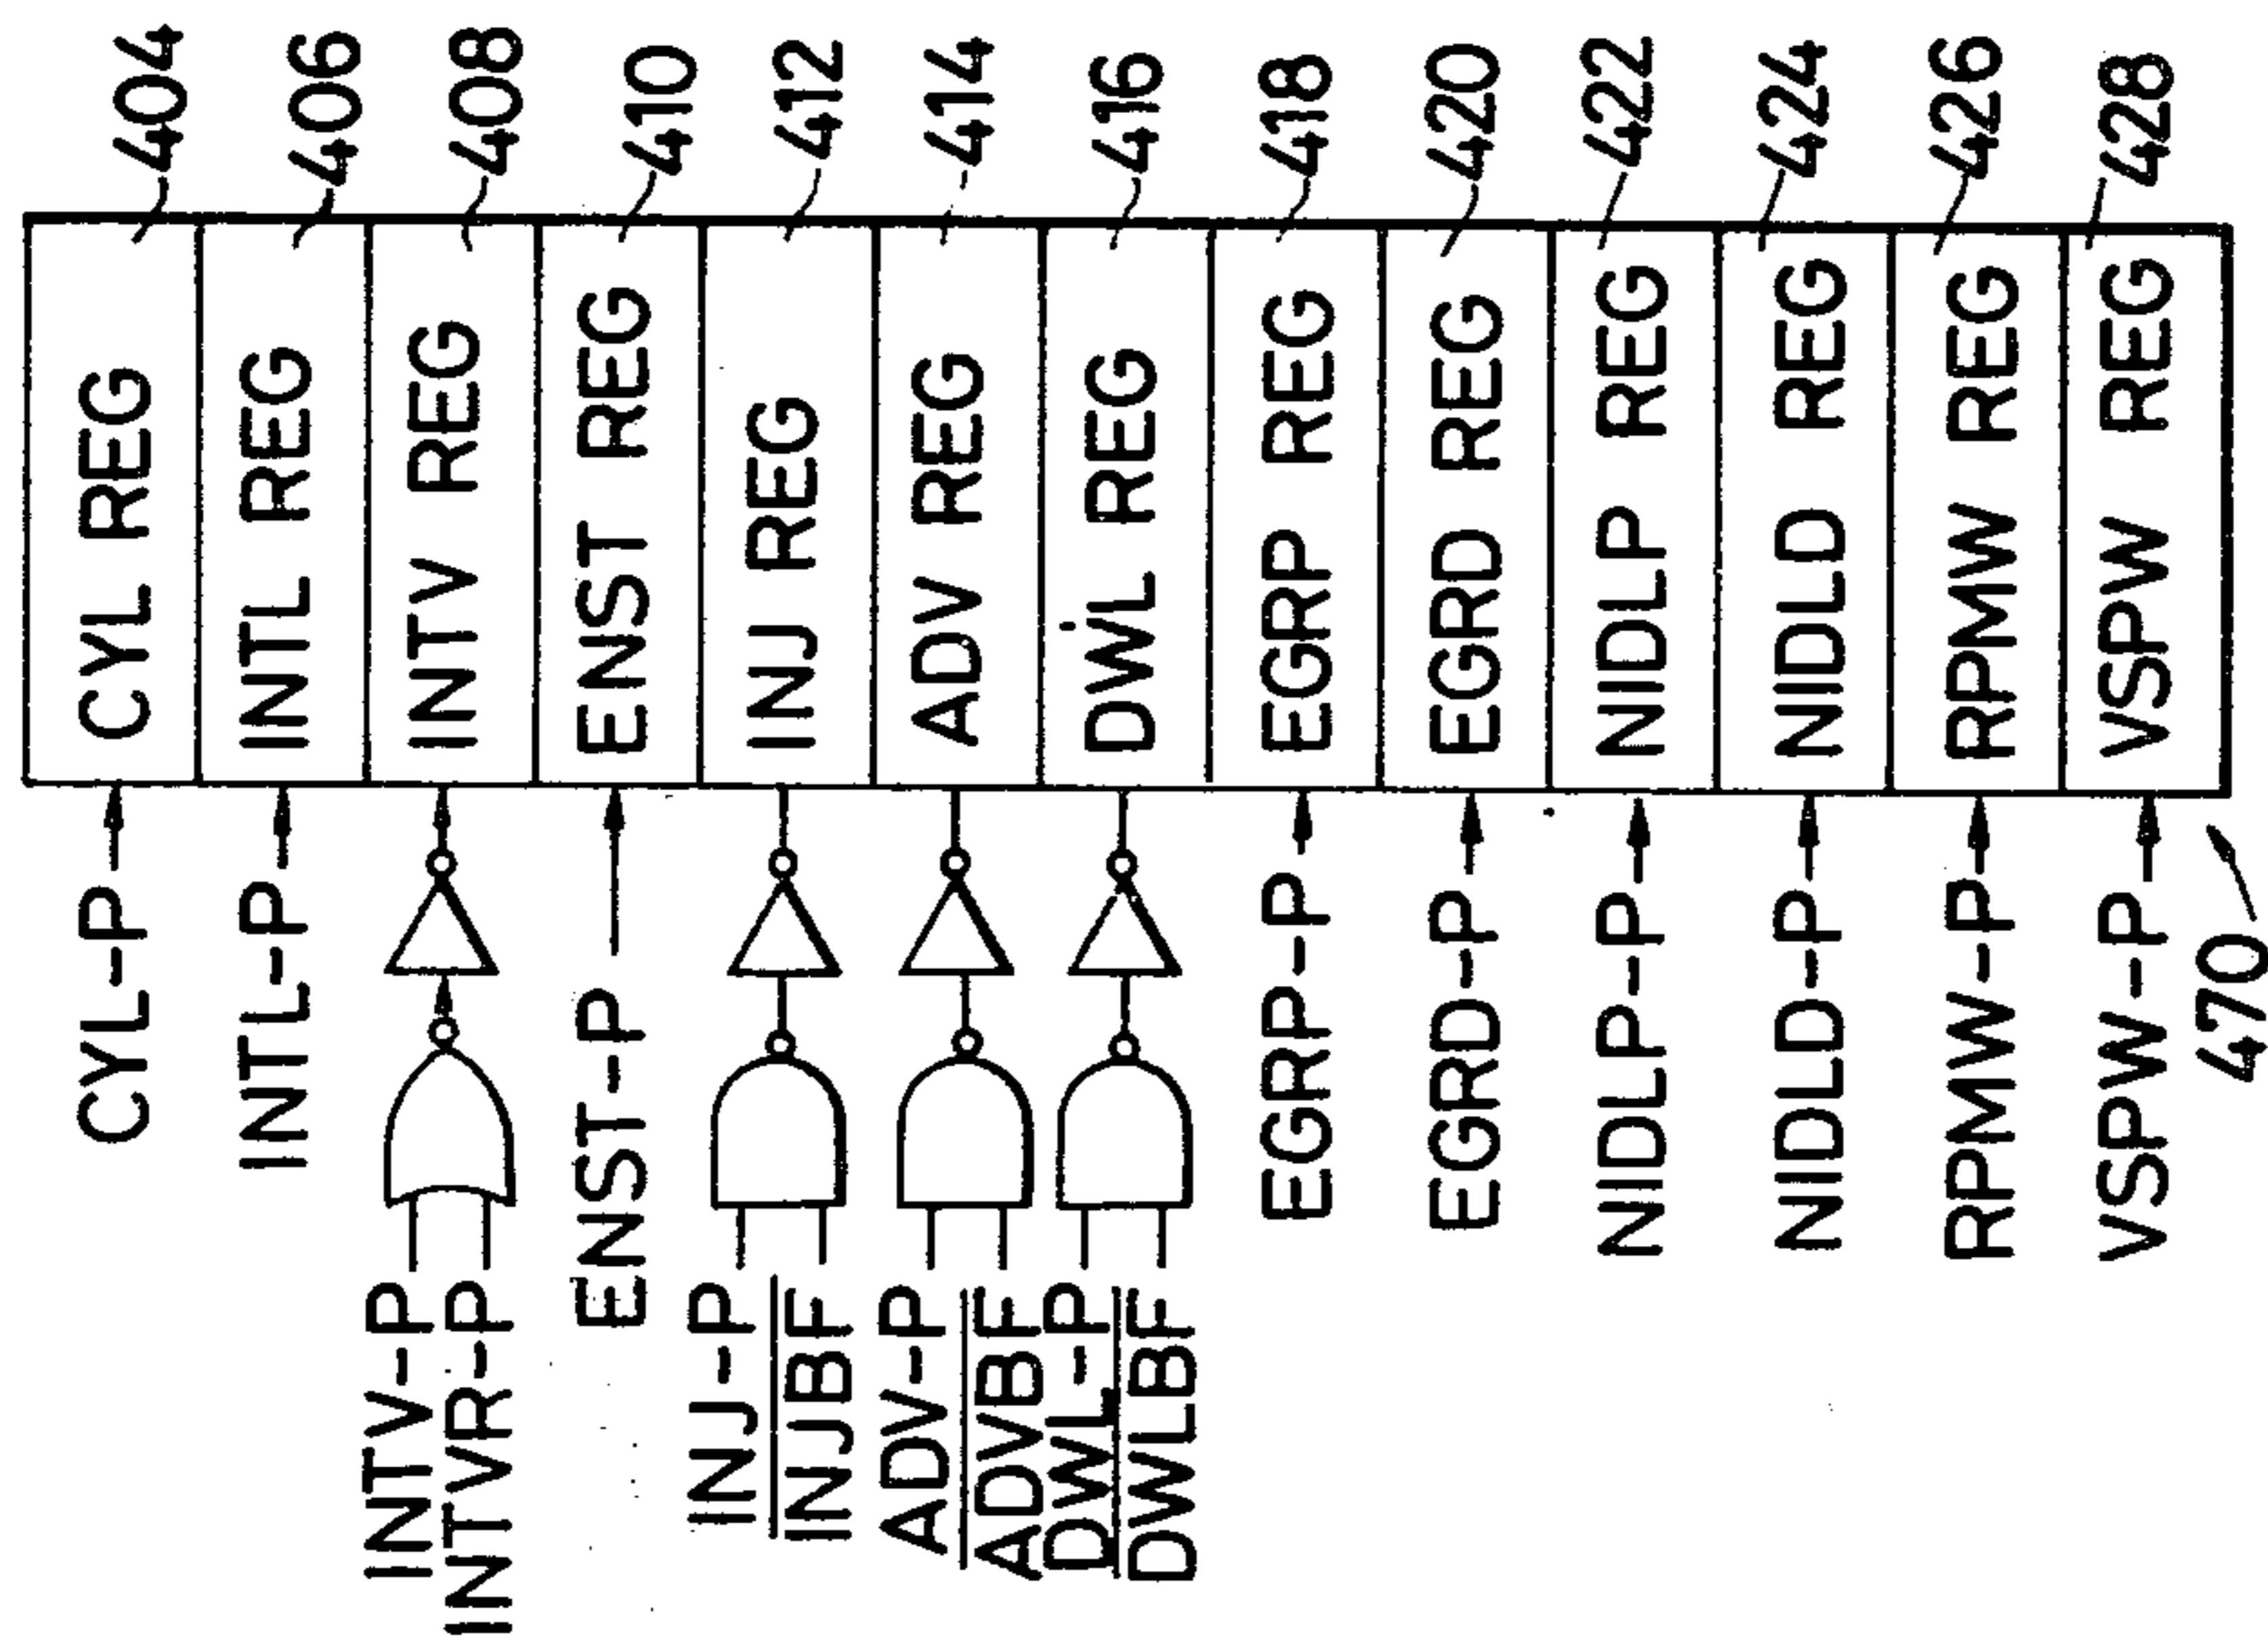 CYL-P CYL REG 404
INTL-P INTL REG 406
INTV-P
INTVR-P
INTV REG 408
ENST-P ENST REG 410
INJ-P
INJBF
INJ REG 412
ADV-P
ADVBF
ADV REG 414
DWL-P
DWLBF
DWL REG 416
EGRP-P EGRP REG 418
EGRD-P EGRD REG 420
NIDLP-P NIDLP REG 422
NIDLD-P NIDLD REG 424
RPMW-P RPMW REG 426
VSPW-P VSPW REG 428
470